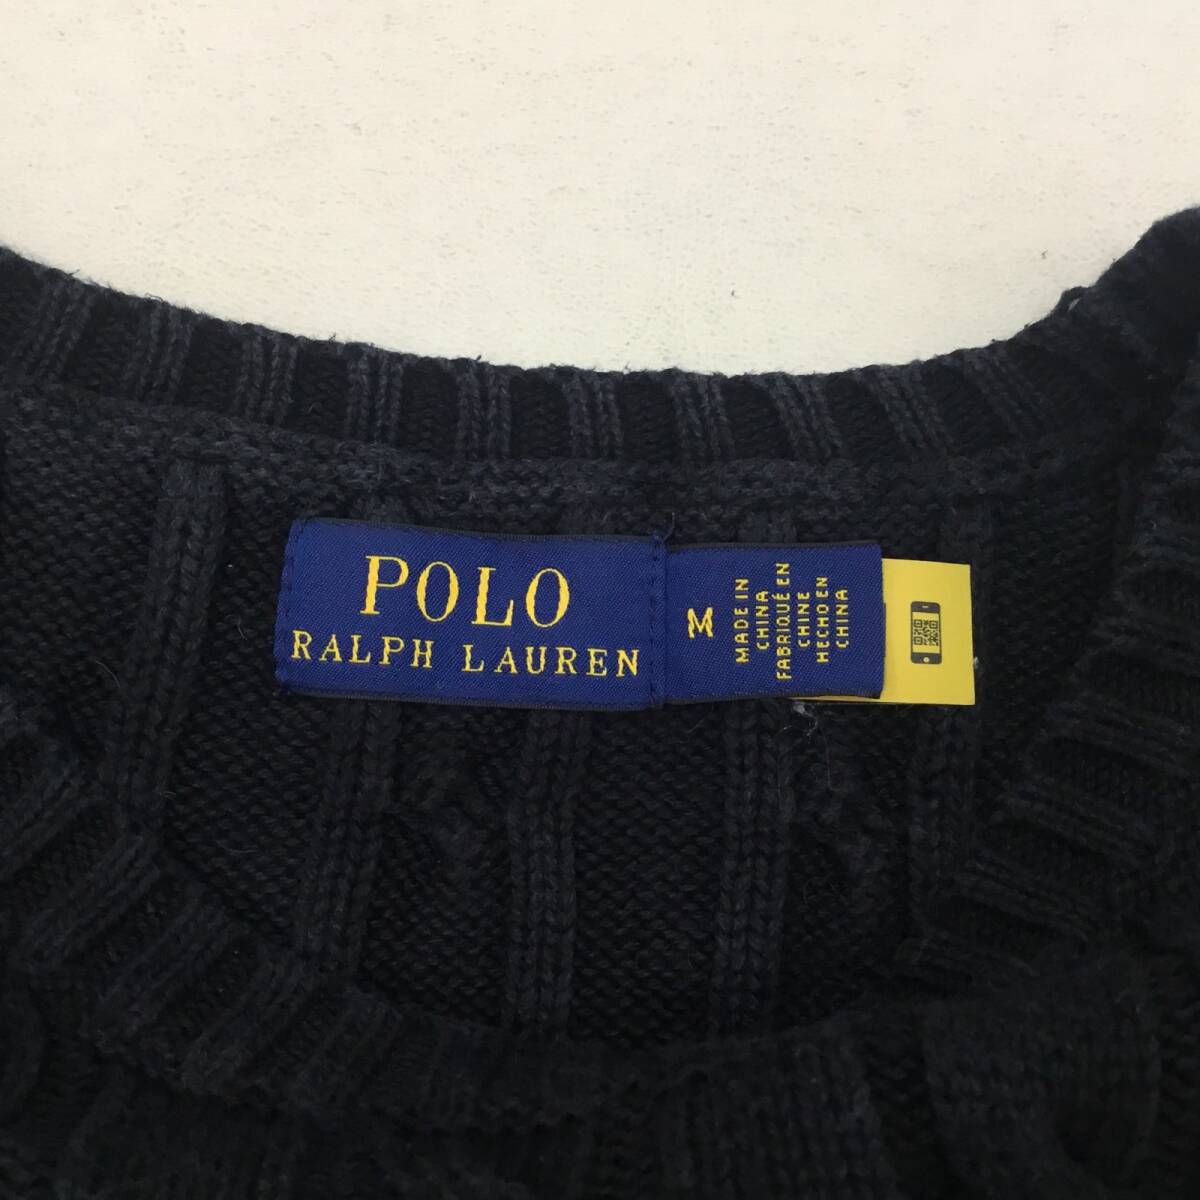 POLO
RALPH LAUREN
M
MADE IN
CHINA
FABRIQUÉ EN
CHINE
HECHO EN
CHINA